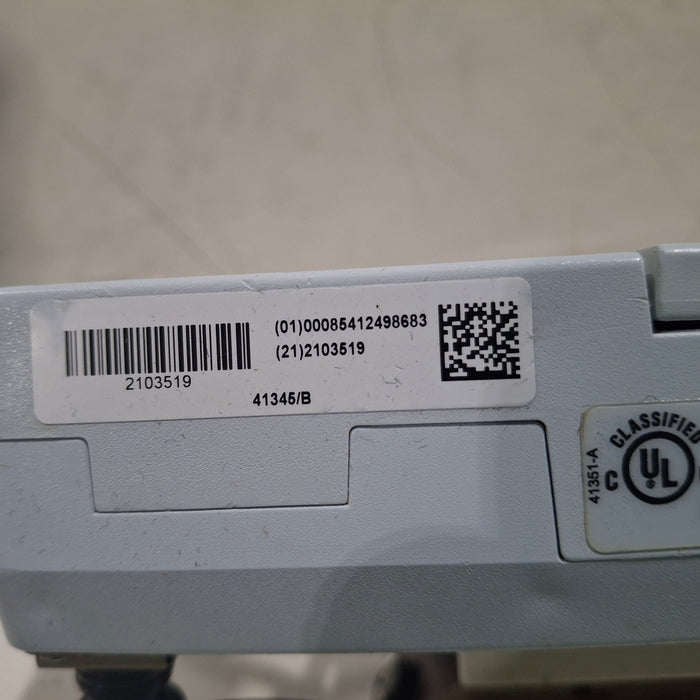 (01)00085412498683
(21)2103519
2103519
41345/B
CLASSIFIED
C UL
®
41351-A